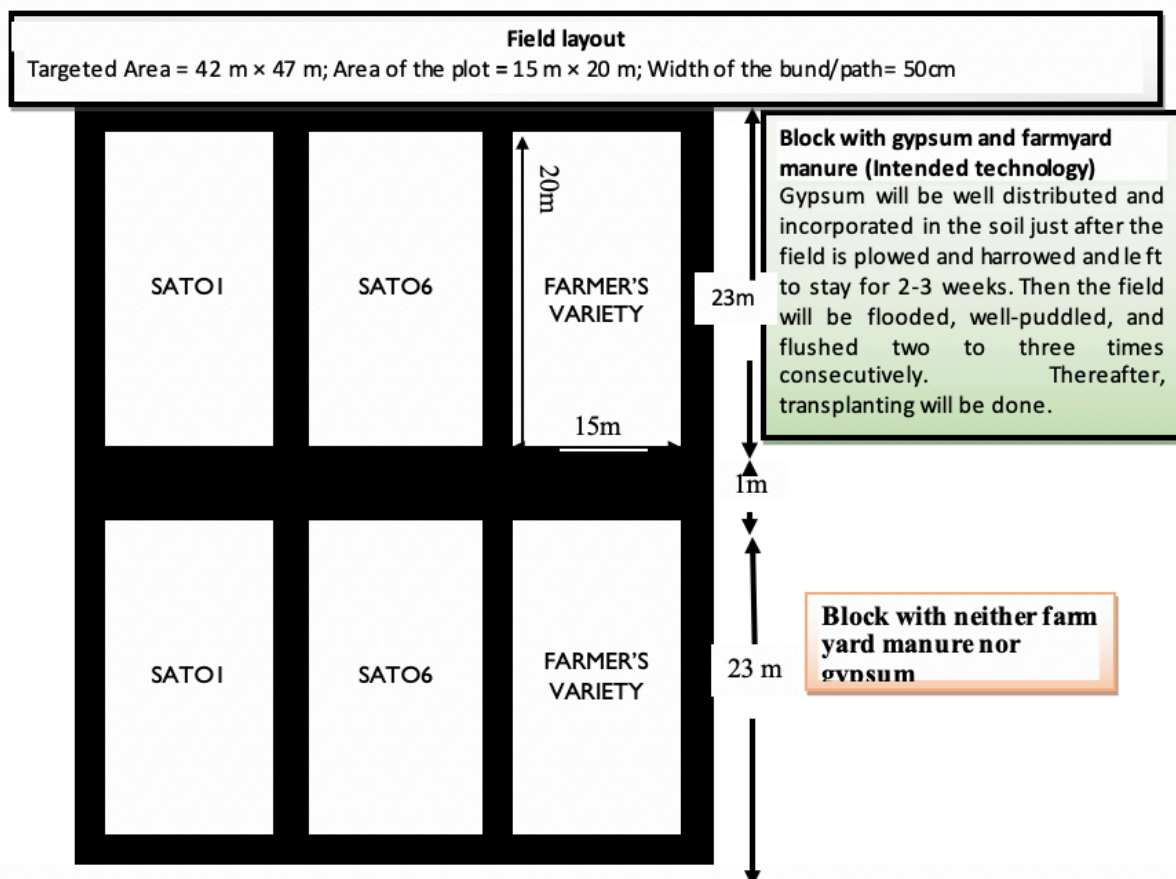 Field layout
Targeted Area = 42 m × 47 m; Area of the plot = 15 m × 20 m; Width of the bund/path= 50cm
Block with gypsum and farmyard
manure (Intended technology)
Gypsum will be well distributed and
incorporated in the soil just after the
field is plowed and harrowed and left
to stay for 2-3 weeks. Then the field
will be flooded, well-puddled, and
flushed two to three times
consecutively. Thereafter,
transplanting will be done.
20m
SATO1
SATO6
FARMER'S
VARIETY
23m
15m
1m
SATO1
SATO6
FARMER'S
VARIETY
23 m
Block with neither farm
yard manure nor
gypsum